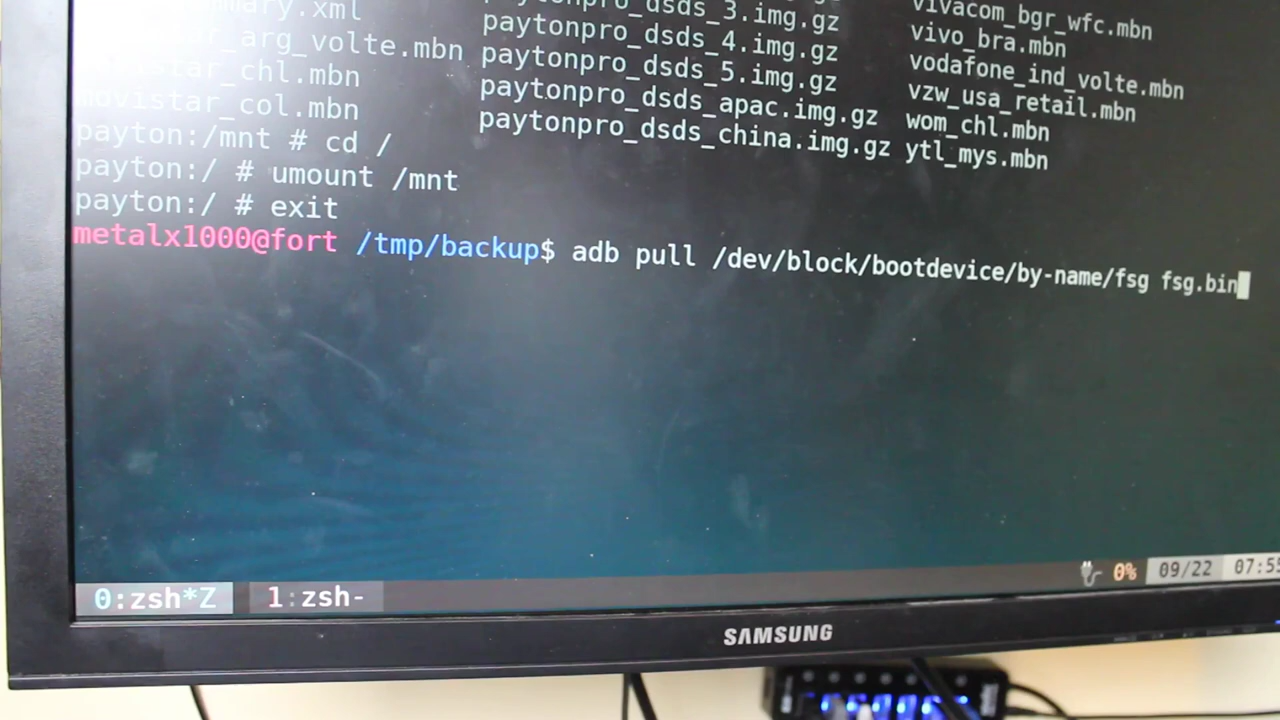 .xml paytonpro_dsds_3.img.gz vivacom_bgr_wfc.mbn
_arg_volte.mbn paytonpro_dsds_4.img.gz vivo_bra.mbn
_chl.mbn paytonpro_dsds_5.img.gz vodafone_ind_volte.mbn
movistar_col.mbn paytonpro_dsds_apac.img.gz vzw_usa_retail.mbn
payton:/mnt # cd / paytonpro_dsds_china.img.gz wom_chl.mbn
ytl_mys.mbn
payton:/ # umount /mnt
payton:/ # exit
metalx1000@fort /tmp/backup$ adb pull /dev/block/bootdevice/by-name/fsg fsg.bin
0:zsh*Z 1:zsh- 0% 09/22 07:55
SAMSUNG